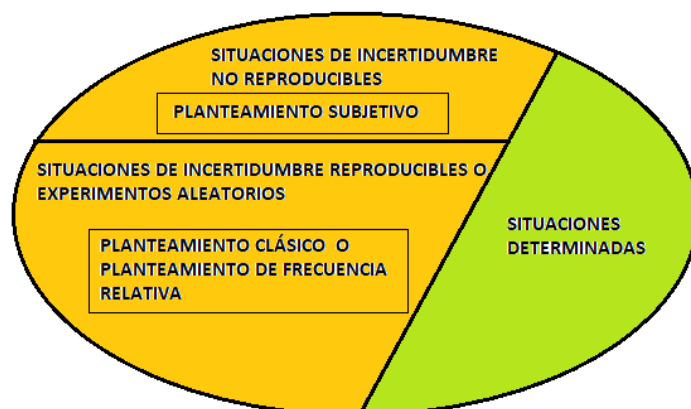 SITUACIONES DE INCERTIDUMBRE
NO REPRODUCIBLES
PLANTEAMIENTO SUBJETIVO
SITUACIONES DE INCERTIDUMBRE REPRODUCIBLES O
EXPERIMENTOS ALEATORIOS
PLANTEAMIENTO CLÁSICO O
PLANTEAMIENTO DE FRECUENCIA
RELATIVA
SITUACIONES
DETERMINADAS